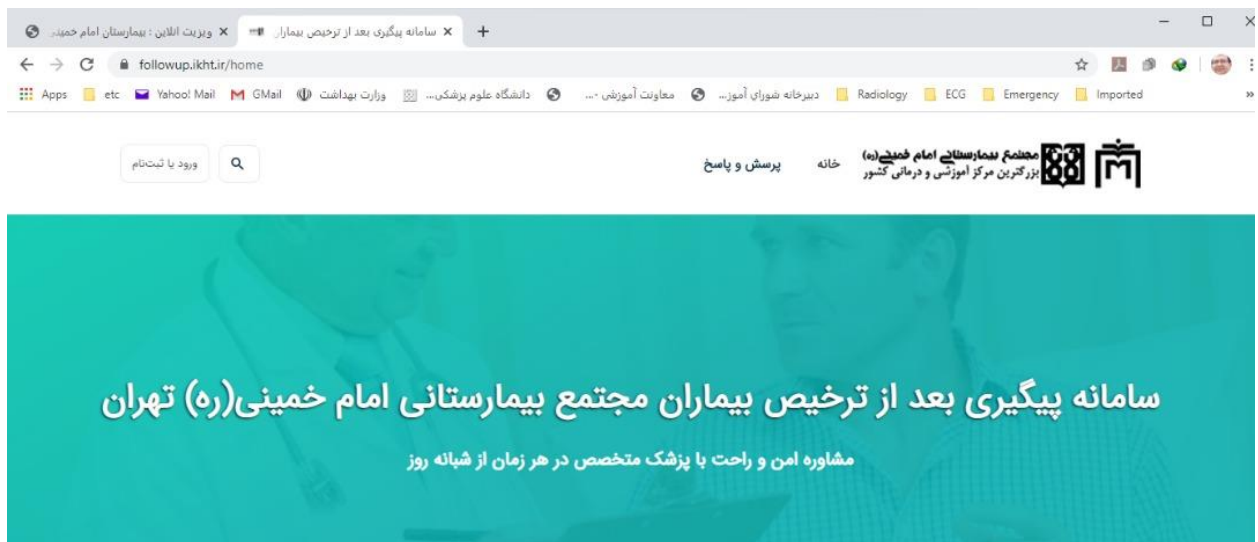 ویزیت آنلاین : بیمارستان امام خمینی
سامانه پیگیری بعد از ترخیص بیماران
followup.ikht.ir/home
Apps etc Yahoo! Mail GMail وزارت بهداشت دانشگاه علوم پزشکی... معاونت آموزشی -... دبیرخانه شورای آموز... Radiology ECG Emergency Imported »
مجتمع بیمارستانی امام خمینی(ره)
بزرگترین مرکز آموزشی و درمانی کشور
خانه پرسش و پاسخ
ورود یا ثبت‌نام
سامانه پیگیری بعد از ترخیص بیماران مجتمع بیمارستانی امام خمینی(ره) تهران
مشاوره امن و راحت با پزشک متخصص در هر زمان از شبانه روز